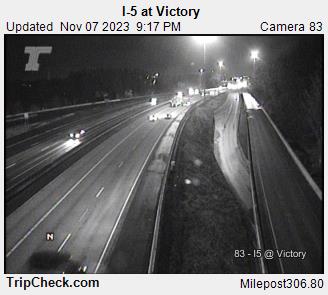 I-5 at Victory
Updated Nov 07 2023 9:17 PM Camera 83
T
N
83 - I5 @ Victory
TripCheck.com Milepost306.80